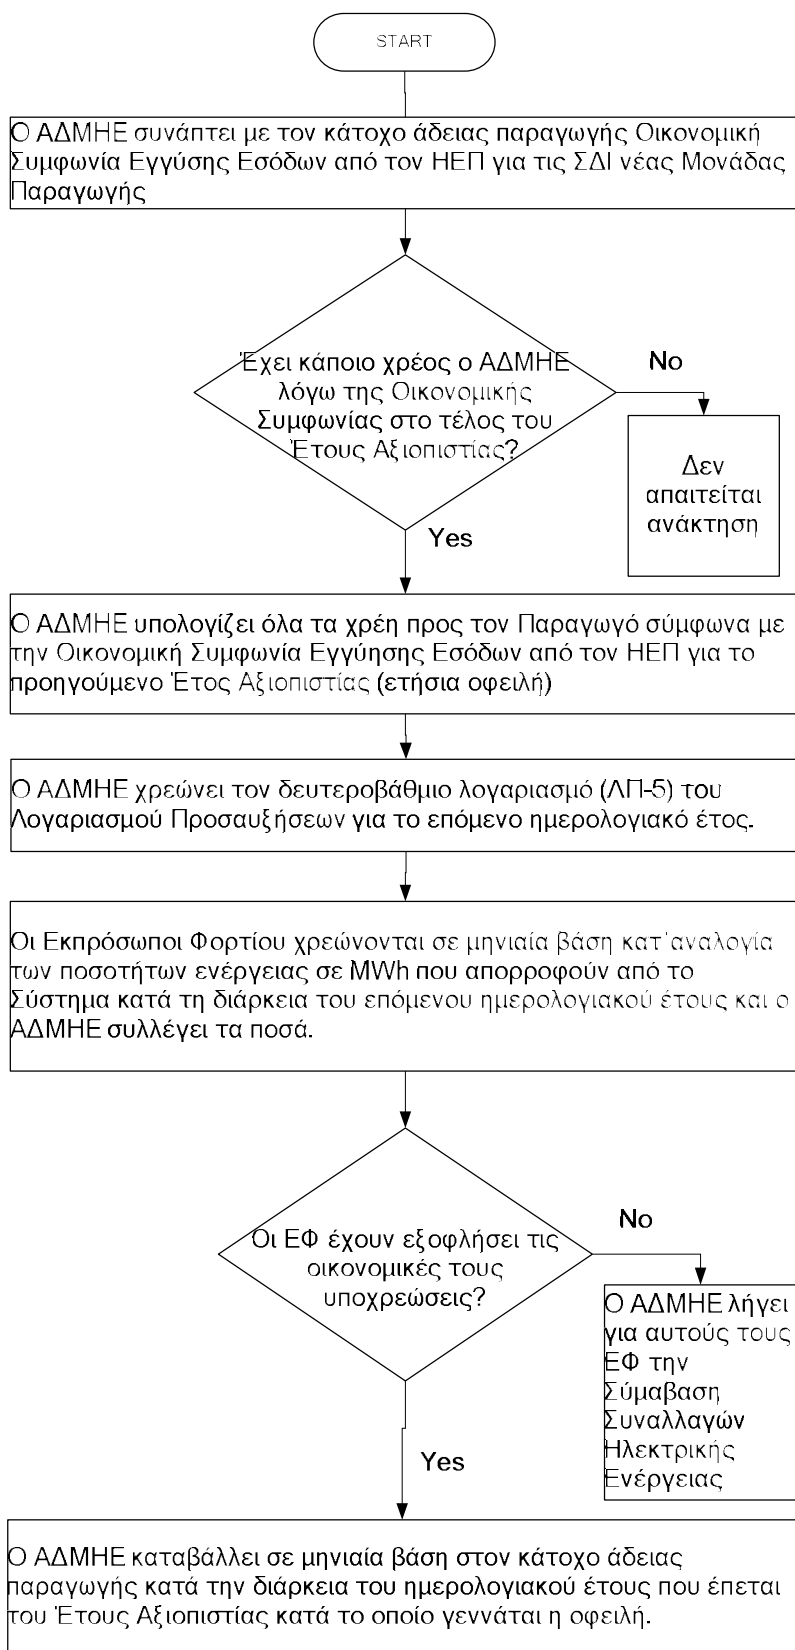 START
Ο ΑΔΜΗΕ συνάπτει με τον κάτοχο άδειας παραγωγής Οικονομική
Συμφωνία Εγγύσης Εσόδων από τον ΗΕΠ για τις ΣΔΙ νέας Μονάδας
Παραγωγής
Έχει κάποιο χρέος ο ΑΔΜΗΕ
λόγω της Οικονομικής
Συμφωνίας στο τέλος του
Έτους Αξιοπιστίας?
No
Δεν
απαιτείται
ανάκτηση
Yes
Ο ΑΔΜΗΕ υπολογίζει όλα τα χρέη προς τον Παραγωγό σύμφωνα με
την Οικονομική Συμφωνία Εγγύησης Εσόδων από τον ΗΕΠ για το
προηγούμενο Έτος Αξιοπιστίας (ετήσια οφειλή)
Ο ΑΔΜΗΕ χρεώνει τον δευτεροβάθμιο λογαριασμό (ΛΠ-5) του
Λογαριασμού Προσαυξήσεων για το επόμενο ημερολογιακό έτος.
Οι Εκπρόσωποι Φορτίου χρεώνονται σε μηνιαία βάση κατ΄αναλογία
των ποσοτήτων ενέργειας σε MWh που απορροφούν από το
Σύστημα κατά τη διάρκεια του επόμενου ημερολογιακού έτους και ο
ΑΔΜΗΕ συλλέγει τα ποσά.
Οι ΕΦ έχουν εξοφλήσει τις
οικονομικές τους
υποχρεώσεις?
No
Ο ΑΔΜΗΕ λήγει
για αυτούς τους
ΕΦ την
Σύμαβαση
Συναλλαγών
Ηλεκτρικής
Ενέργειας
Yes
Ο ΑΔΜΗΕ καταβάλλει σε μηνιαία βάση στον κάτοχο άδειας
παραγωγής κατά την διάρκεια του ημερολογιακού έτους που έπεται
του Έτους Αξιοπιστίας κατά το οποίο γεννάται η οφειλή.